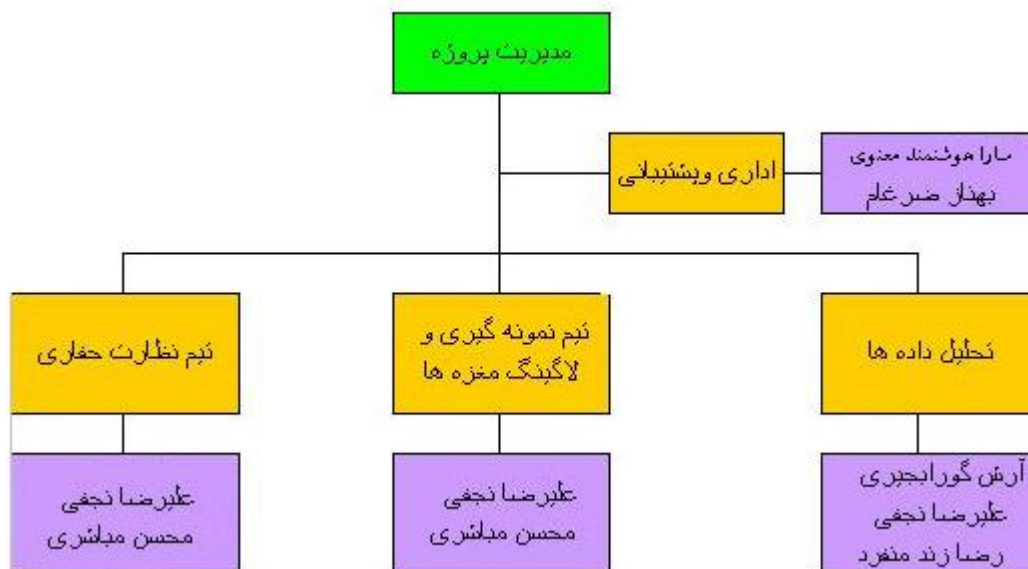 مدیریت پروژه
اداری وپشتیبانی
سارا هوشمند معنوی
بهناز ضرغام
تحلیل داده ها
تیم نمونه گیری و
لاگینگ مغزه ها
تیم نظارت حفاری
آرش گورانجیری
علیرضا نجفی
رضا زند منفرد
علیرضا نجفی
محسن مباشری
علیرضا نجفی
محسن مباشری